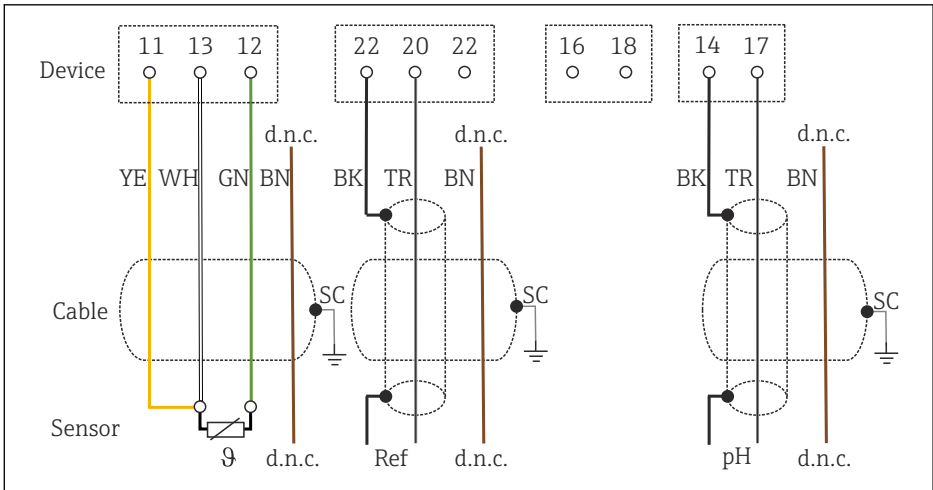 11 13 12 22 20 22 16 18 14 17
Device
d.n.c. d.n.c. d.n.c.
YE WH GN BN BK TR BN BK TR BN
SC SC SC
Cable
Sensor
ϑ d.n.c. Ref d.n.c. pH d.n.c.